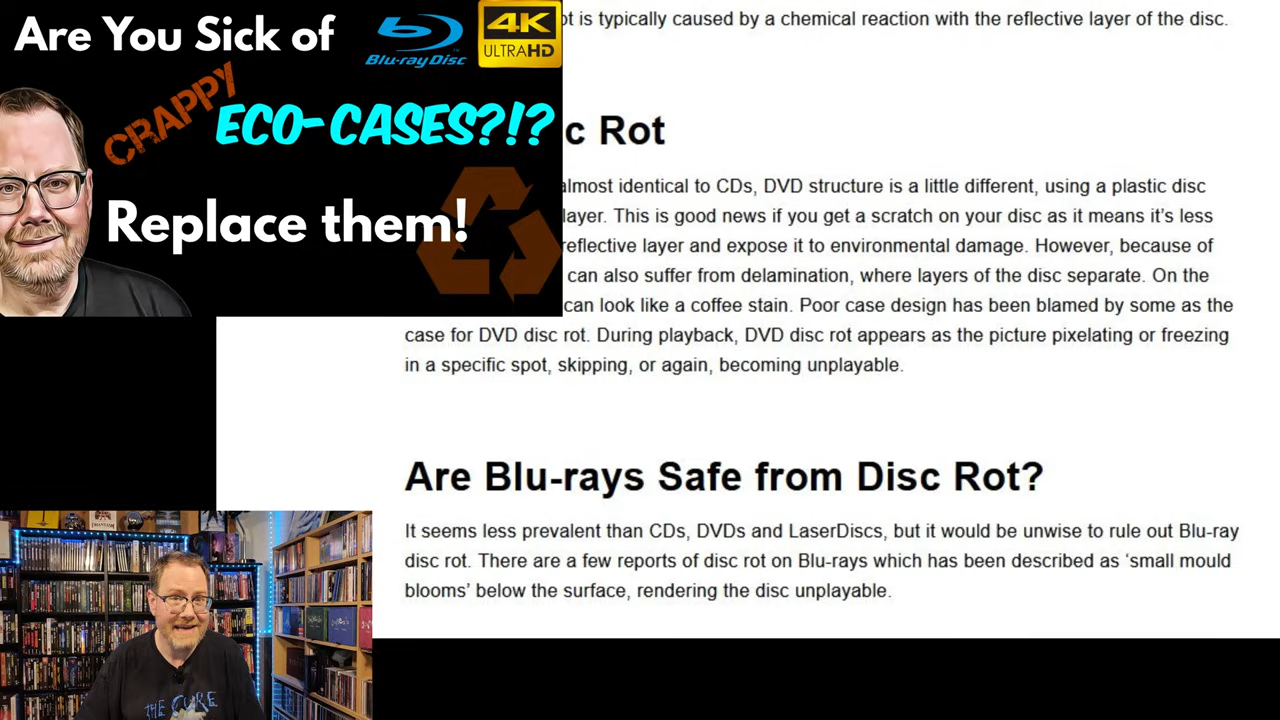 Are You Sick of
Blu-ray Disc
4K
ULTRA HD
CRAPPY
ECO-CASES?!?
Replace them!
ot is typically caused by a chemical reaction with the reflective layer of the disc.
c Rot
almost identical to CDs, DVD structure is a little different, using a plastic disc
layer. This is good news if you get a scratch on your disc as it means it’s less
reflective layer and expose it to environmental damage. However, because of
can also suffer from delamination, where layers of the disc separate. On the
can look like a coffee stain. Poor case design has been blamed by some as the
case for DVD disc rot. During playback, DVD disc rot appears as the picture pixelating or freezing
in a specific spot, skipping, or again, becoming unplayable.
Are Blu-rays Safe from Disc Rot?
It seems less prevalent than CDs, DVDs and LaserDiscs, but it would be unwise to rule out Blu-ray
disc rot. There are a few reports of disc rot on Blu-rays which has been described as ‘small mould
blooms’ below the surface, rendering the disc unplayable.
THE CURE